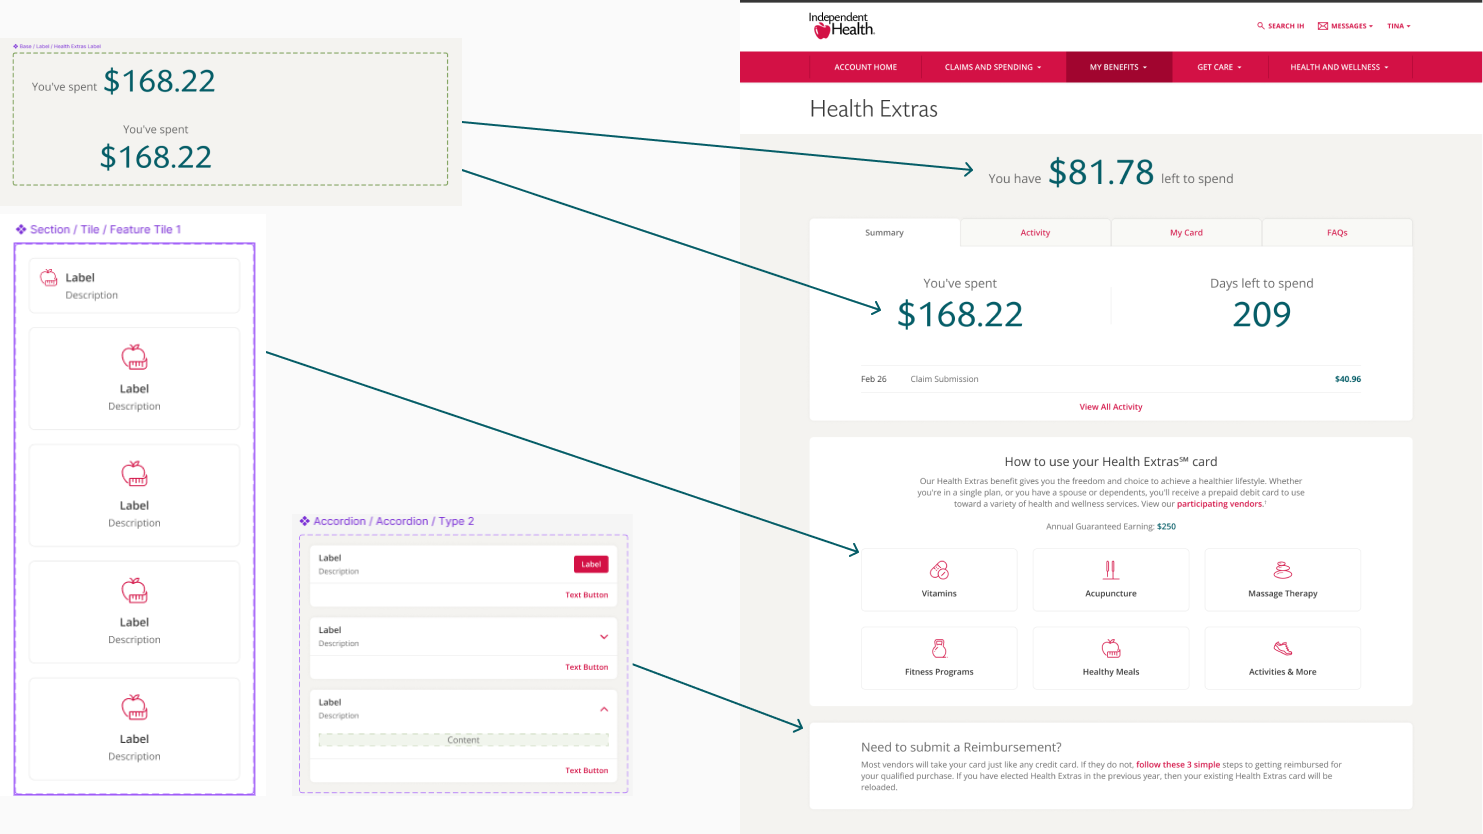 Base / Label / Health Extras Label
You've spent $168.22
You've spent
$168.22
Section / Tile / Feature Tile 1
Label
Description
Label
Description
Label
Description
Label
Description
Label
Description
Accordion / Accordion / Type 2
Label
Description
Label
Text Button
Label
Description
Text Button
Label
Description
Content
Text Button
Independent
Health.
SEARCH IH
MESSAGES
TINA
ACCOUNT HOME
CLAIMS AND SPENDING
MY BENEFITS
GET CARE
HEALTH AND WELLNESS
Health Extras
You have $81.78 left to spend
Summary
Activity
My Card
FAQs
You've spent
$168.22
Days left to spend
209
Feb 26 Claim Submission $40.96
View All Activity
How to use your Health Extras℠ card
Our Health Extras benefit gives you the freedom and choice to achieve a healthier lifestyle. Whether
you're in a single plan, or you have a spouse or dependents, you'll receive a prepaid debit card to use
toward a variety of health and wellness services. View our participating vendors.¹
Annual Guaranteed Earning: $250
Vitamins
Acupuncture
Massage Therapy
Fitness Programs
Healthy Meals
Activities & More
Need to submit a Reimbursement?
Most vendors will take your card just like any credit card. If they do not, follow these 3 simple steps to getting reimbursed for
your qualified purchase. If you have elected Health Extras in the previous year, then your existing Health Extras card will be
reloaded.